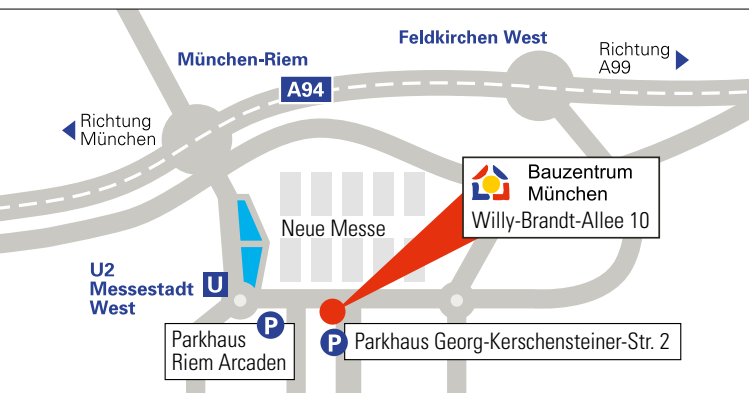 Feldkirchen West
München-Riem
Richtung
A99
A94
Richtung
München
Bauzentrum
München
Willy-Brandt-Allee 10
Neue Messe
U2
Messestadt
West
U
P
Parkhaus
Riem Arcaden
P
Parkhaus Georg-Kerschensteiner-Str. 2